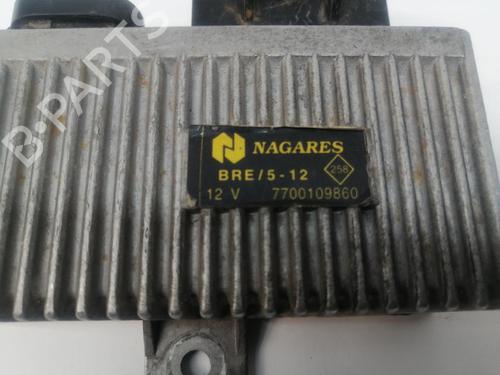 B-PARTS
NAGARES
BRE/5-12
258
12 V 7700109860